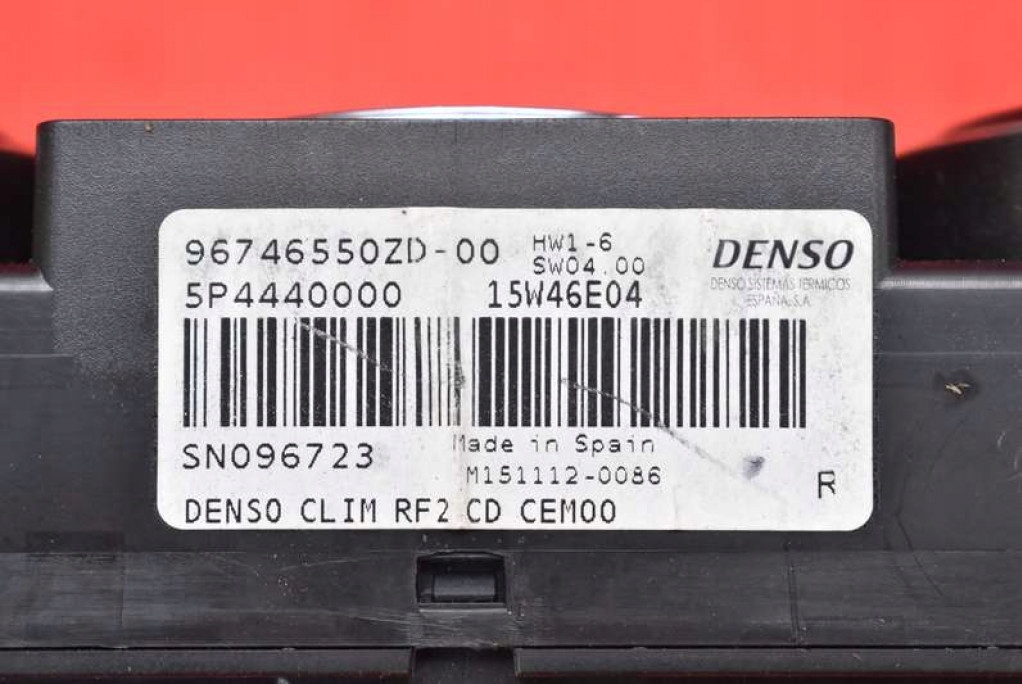 96746550ZD-00 HW1-6
SW04.00
DENSO
DENSO SISTEMAS TERMICOS
ESPAÑA, S.A.
5P4440000 15W46E04
SN096723
Made in Spain
M151112-0086
R
DENSO CLIM RF2 CD CEM00